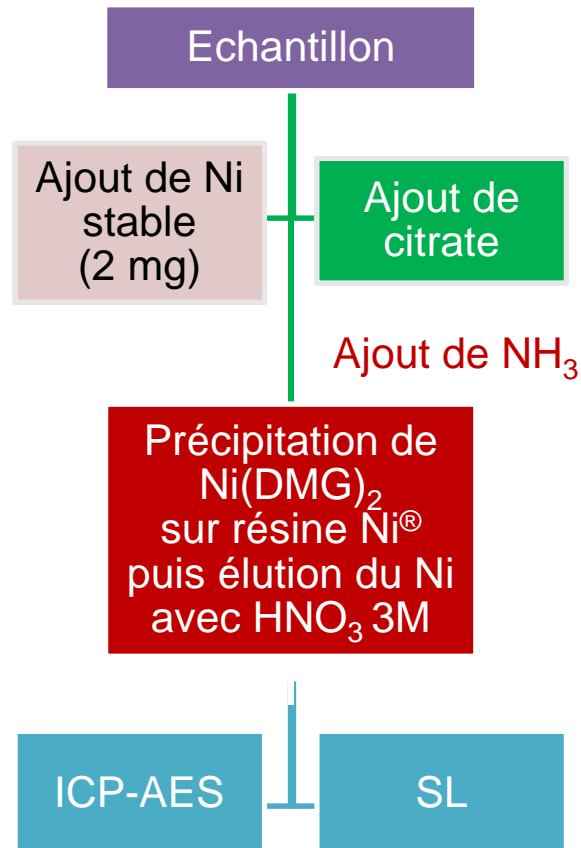 Echantillon
Ajout de Ni
stable
(2 mg)
Ajout de
citrate
Ajout de NH₃
Précipitation de
Ni(DMG)₂
sur résine Ni®
puis élution du Ni
avec HNO₃ 3M
ICP-AES
SL